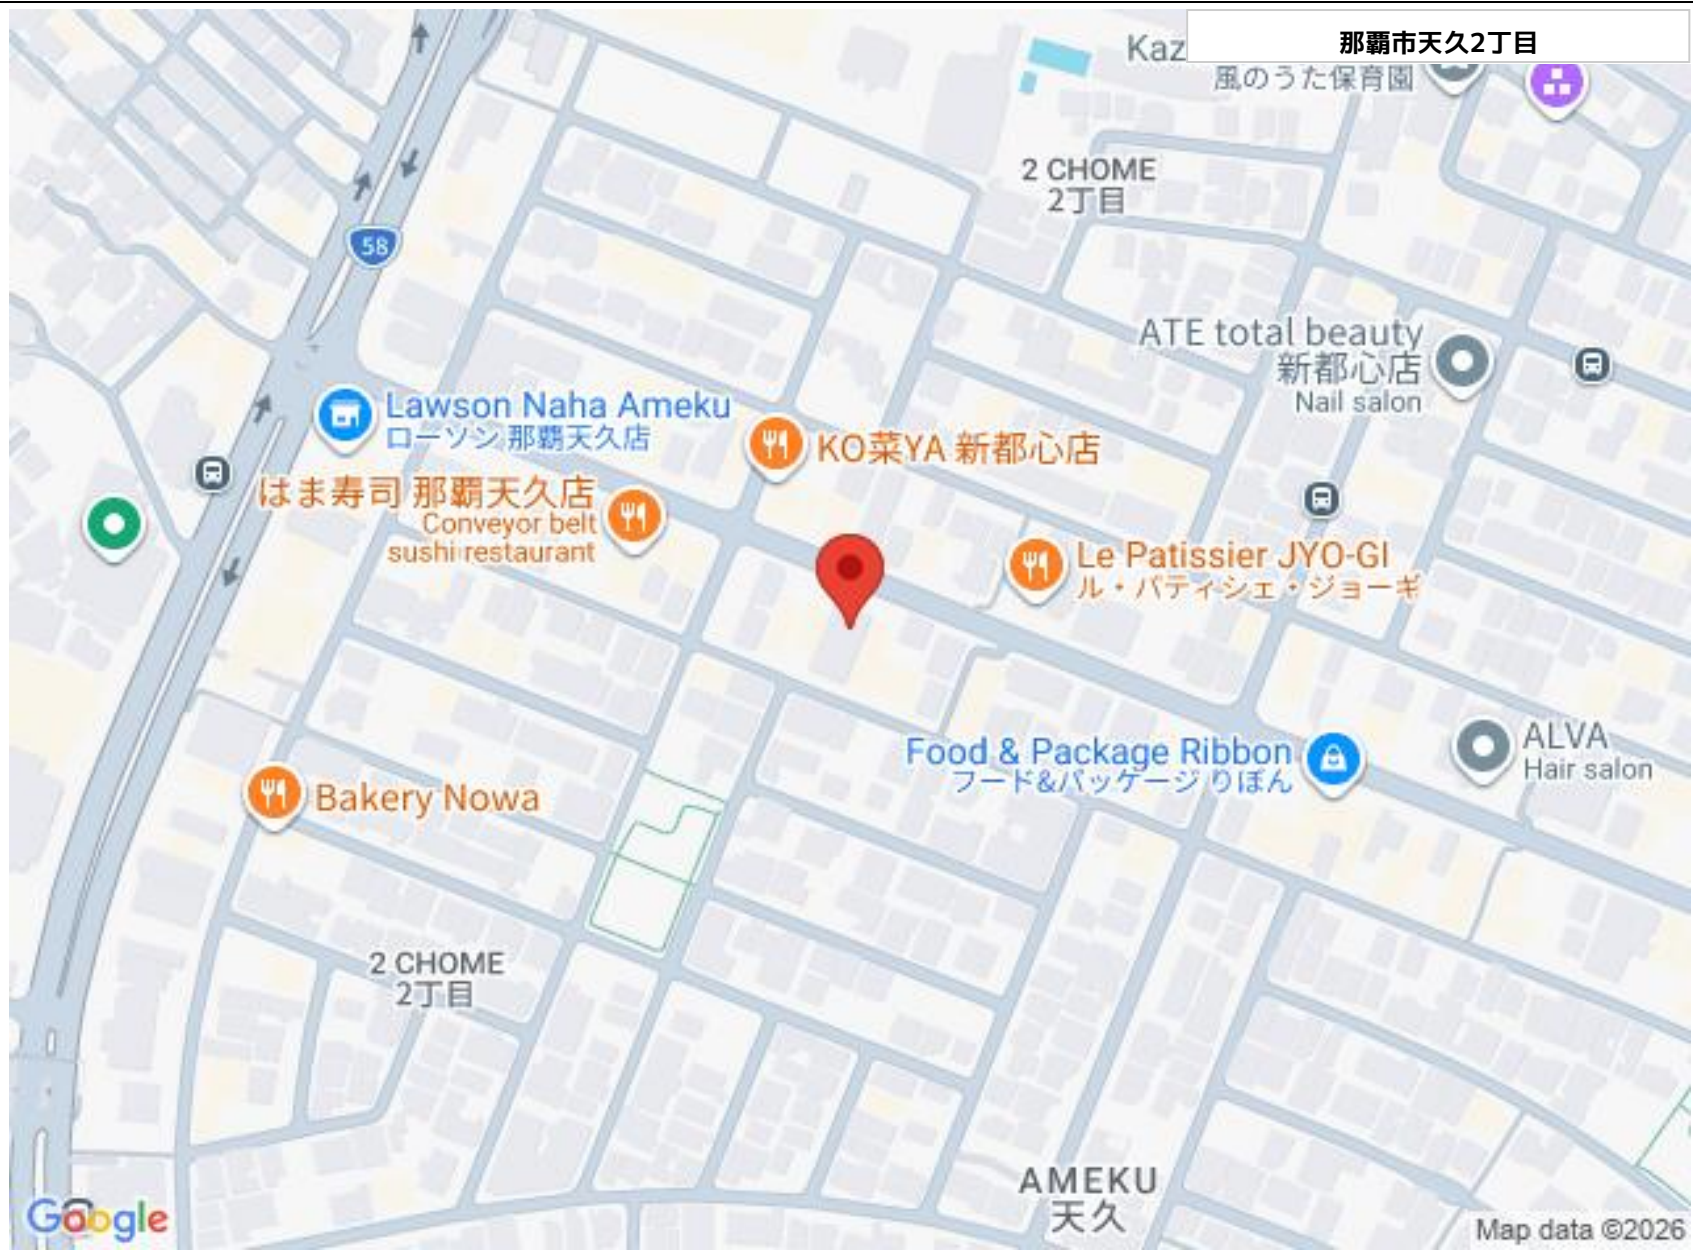 那覇市天久2丁目
Kaz
風のうた保育園
2 CHOME
2丁目
58
ATE total beauty
新都心店
Nail salon
Lawson Naha Ameku
ローソン 那覇天久店
KO菜YA 新都心店
はま寿司 那覇天久店
Conveyor belt
sushi restaurant
Le Patissier JYO-GI
ル・パティシェ・ジョーギ
ALVA
Hair salon
Food & Package Ribbon
フード&パッケージ りぼん
Bakery Nowa
2 CHOME
2丁目
AMEKU
天久
Google
Map data ©2026